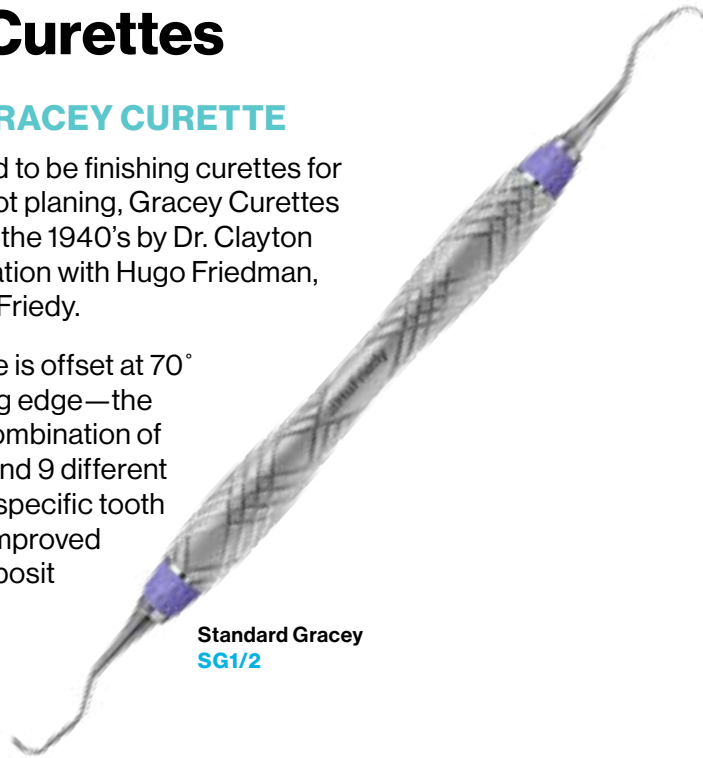 Curettes
RACEY CURETTE
d to be finishing curettes for
ot planing, Gracey Curettes
the 1940's by Dr. Clayton
ation with Hugo Friedman,
Friedy.
e is offset at 70˚
g edge—the
ombination of
nd 9 different
specific tooth
mproved
posit
Standard Gracey
SG1/2